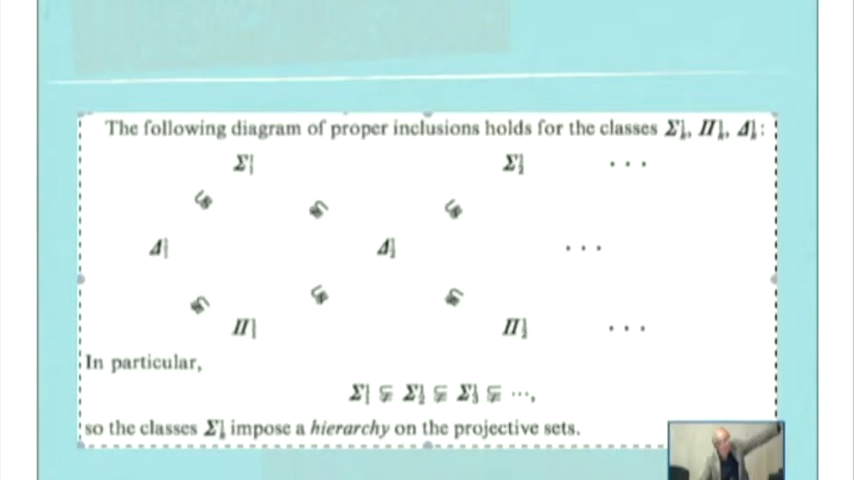 The following diagram of proper inclusions holds for the classes Σ¹ₙ, Π¹ₙ, Δ¹ₙ:
Σ¹₁ Σ¹₂ ···
⊊ ⊊ ⊊
Δ¹₁ Δ¹₂ ···
⊊ ⊊ ⊊
Π¹₁ Π¹₂ ···
In particular,
Σ¹₁ ⊊ Σ¹₂ ⊊ Σ¹₃ ⊊ ···,
so the classes Σ¹ₙ impose a hierarchy on the projective sets.